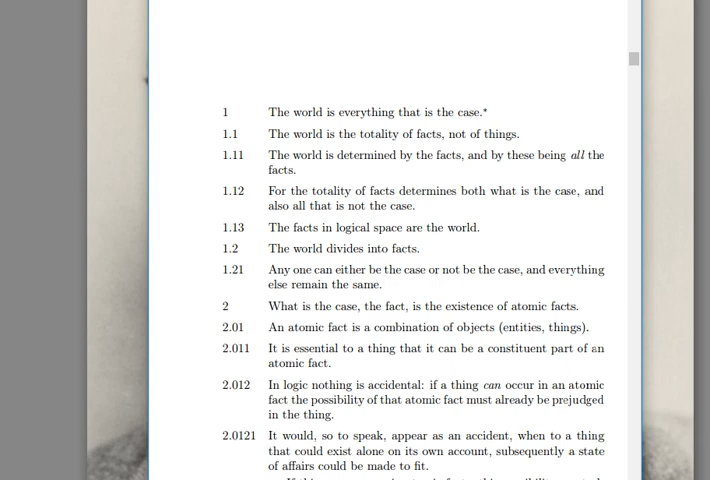 1 The world is everything that is the case.*
1.1 The world is the totality of facts, not of things.
1.11 The world is determined by the facts, and by these being all the
facts.
1.12 For the totality of facts determines both what is the case, and
also all that is not the case.
1.13 The facts in logical space are the world.
1.2 The world divides into facts.
1.21 Any one can either be the case or not be the case, and everything
else remain the same.
2 What is the case, the fact, is the existence of atomic facts.
2.01 An atomic fact is a combination of objects (entities, things).
2.011 It is essential to a thing that it can be a constituent part of an
atomic fact.
2.012 In logic nothing is accidental: if a thing can occur in an atomic
fact the possibility of that atomic fact must already be prejudged
in the thing.
2.0121 It would, so to speak, appear as an accident, when to a thing
that could exist alone on its own account, subsequently a state
of affairs could be made to fit.